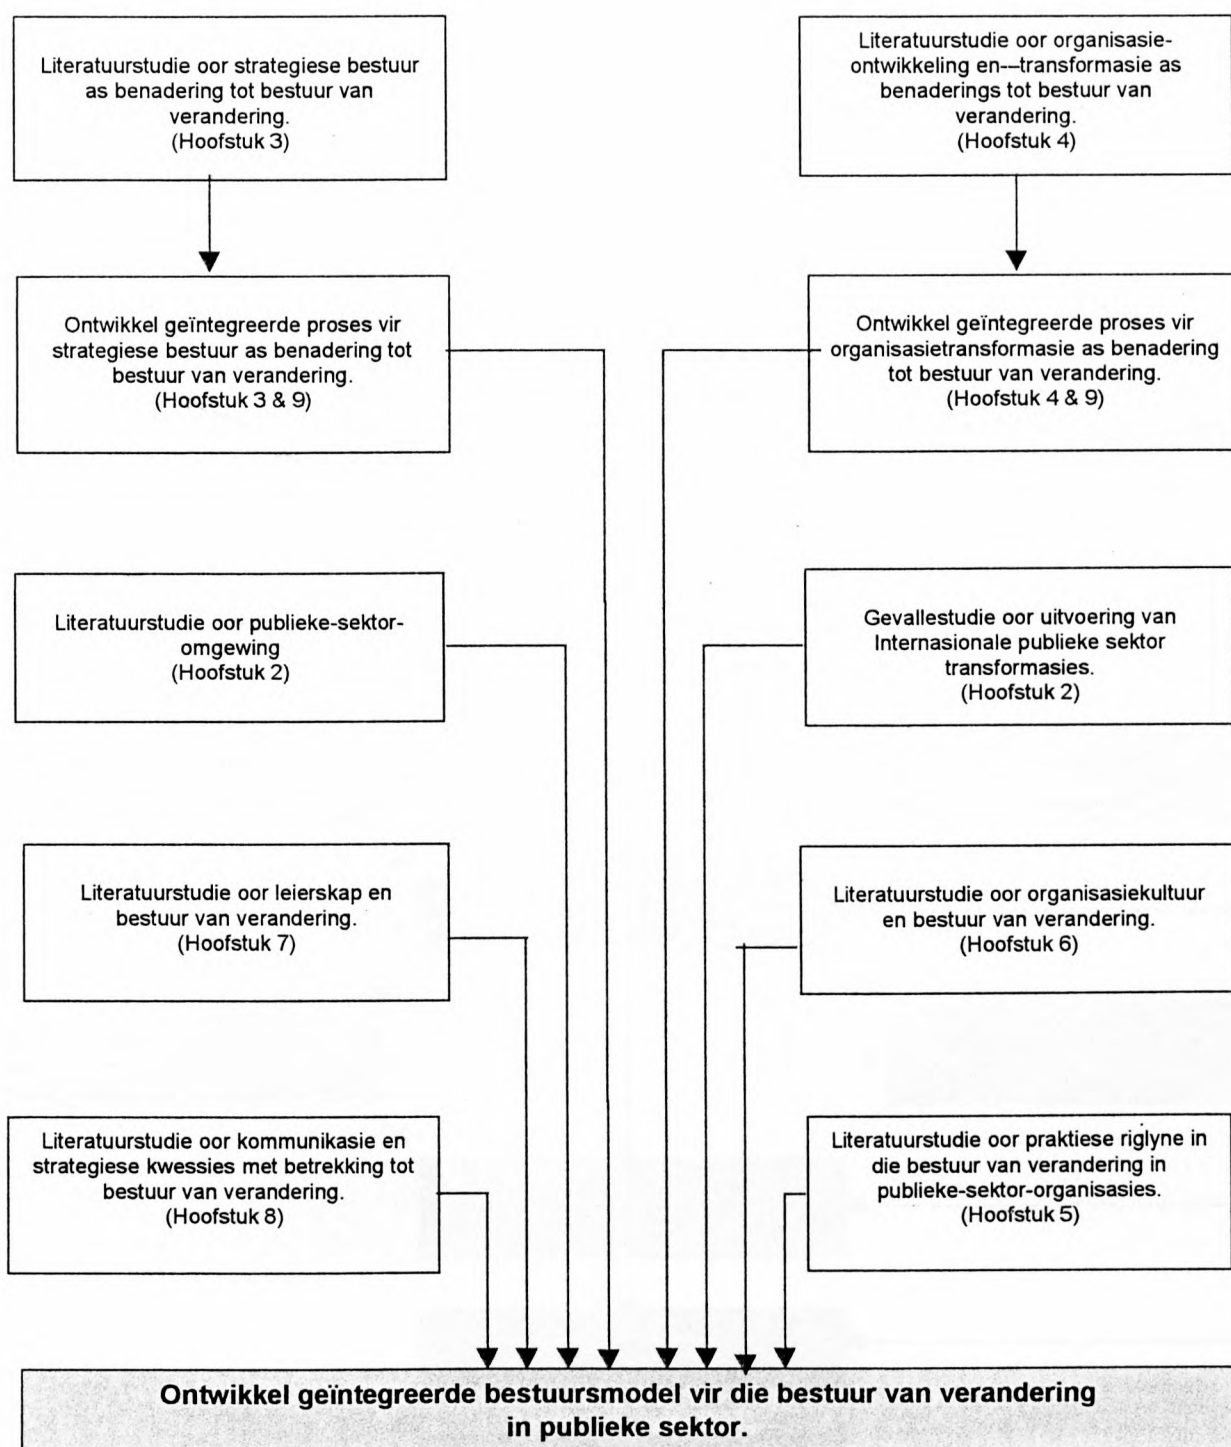 Literatuurstudie oor strategiese bestuur
as benadering tot bestuur van
verandering.
(Hoofstuk 3)
Literatuurstudie oor organisasie-
ontwikkeling en---transformasie as
benaderings tot bestuur van
verandering.
(Hoofstuk 4)
Ontwikkel geïntegreerde proses vir
strategiese bestuur as benadering tot
bestuur van verandering.
(Hoofstuk 3 & 9)
Ontwikkel geïntegreerde proses vir
organisasietransformasie as benadering
tot bestuur van verandering.
(Hoofstuk 4 & 9)
Literatuurstudie oor publieke-sektor-
omgewing
(Hoofstuk 2)
Gevallestudie oor uitvoering van
Internasionale publieke sektor
transformasies.
(Hoofstuk 2)
Literatuurstudie oor leierskap en
bestuur van verandering.
(Hoofstuk 7)
Literatuurstudie oor organisasiekultuur
en bestuur van verandering.
(Hoofstuk 6)
Literatuurstudie oor kommunikasie en
strategiese kwessies met betrekking tot
bestuur van verandering.
(Hoofstuk 8)
Literatuurstudie oor praktiese riglyne in
die bestuur van verandering in
publieke-sektor-organisasies.
(Hoofstuk 5)
Ontwikkel geïntegreerde bestuursmodel vir die bestuur van verandering
in publieke sektor.